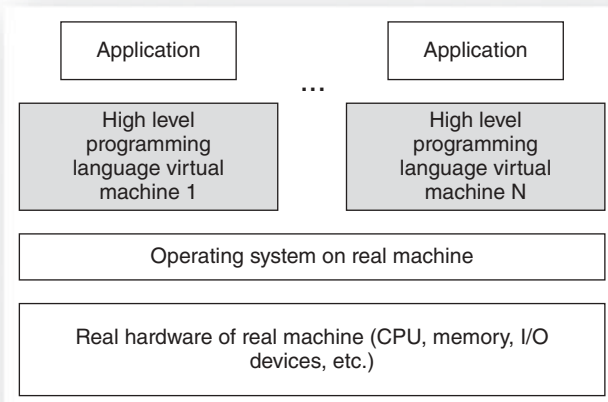 Application
Application
...
High level
programming
language virtual
machine 1
High level
programming
language virtual
machine N
Operating system on real machine
Real hardware of real machine (CPU, memory, I/O
devices, etc.)